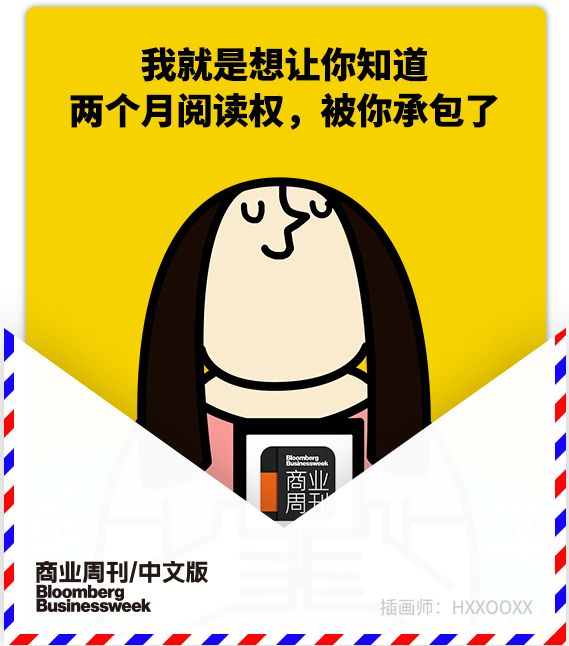 我就是想让你知道
两个月阅读权，被你承包了
Bloomberg
Businessweek
商业
周刊
商业周刊/中文版
Bloomberg
Businessweek
插画师：HXXOOXX